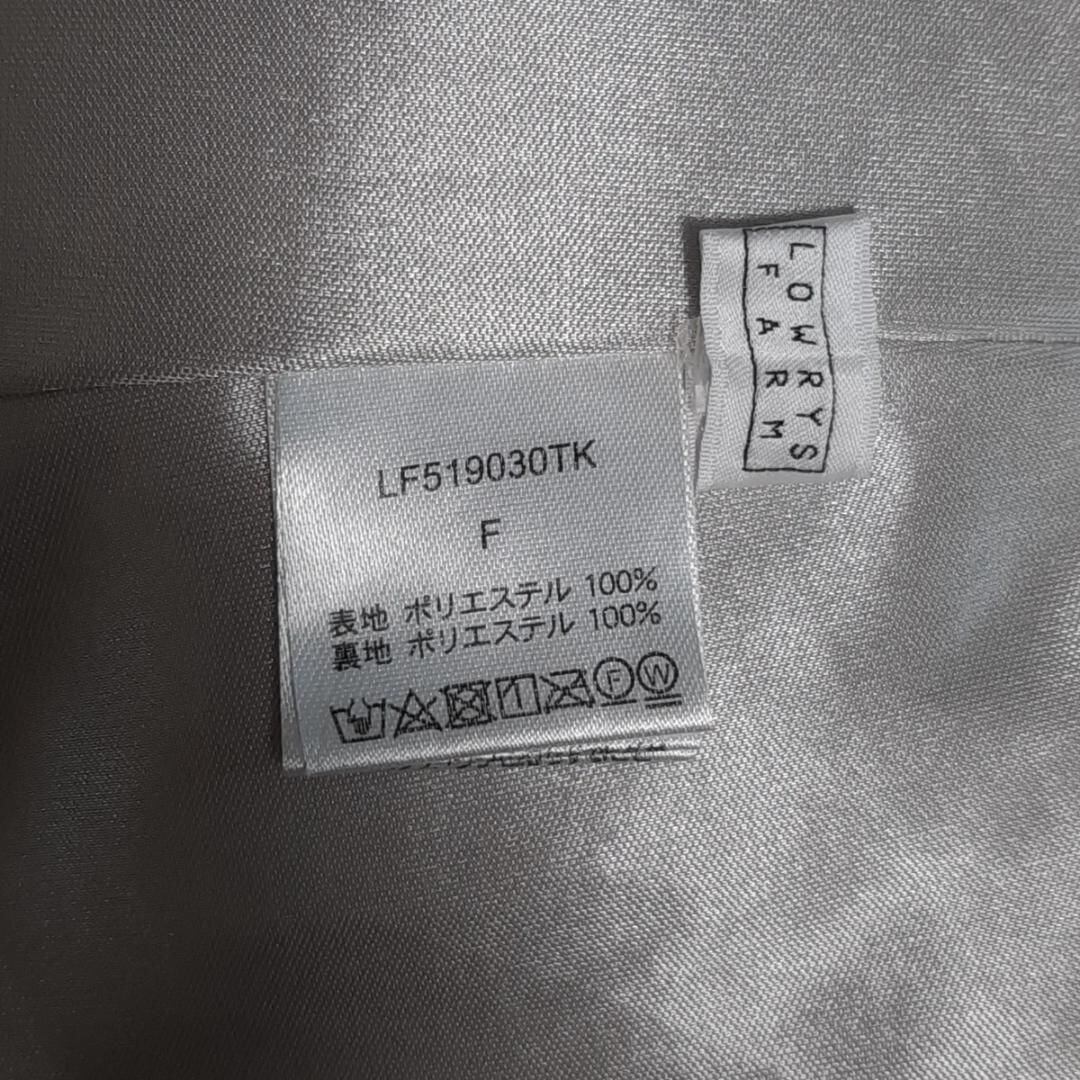 LOWRYS
FARM
LF519030TK
F
表地 ポリエステル 100%
裏地 ポリエステル 100%
F W